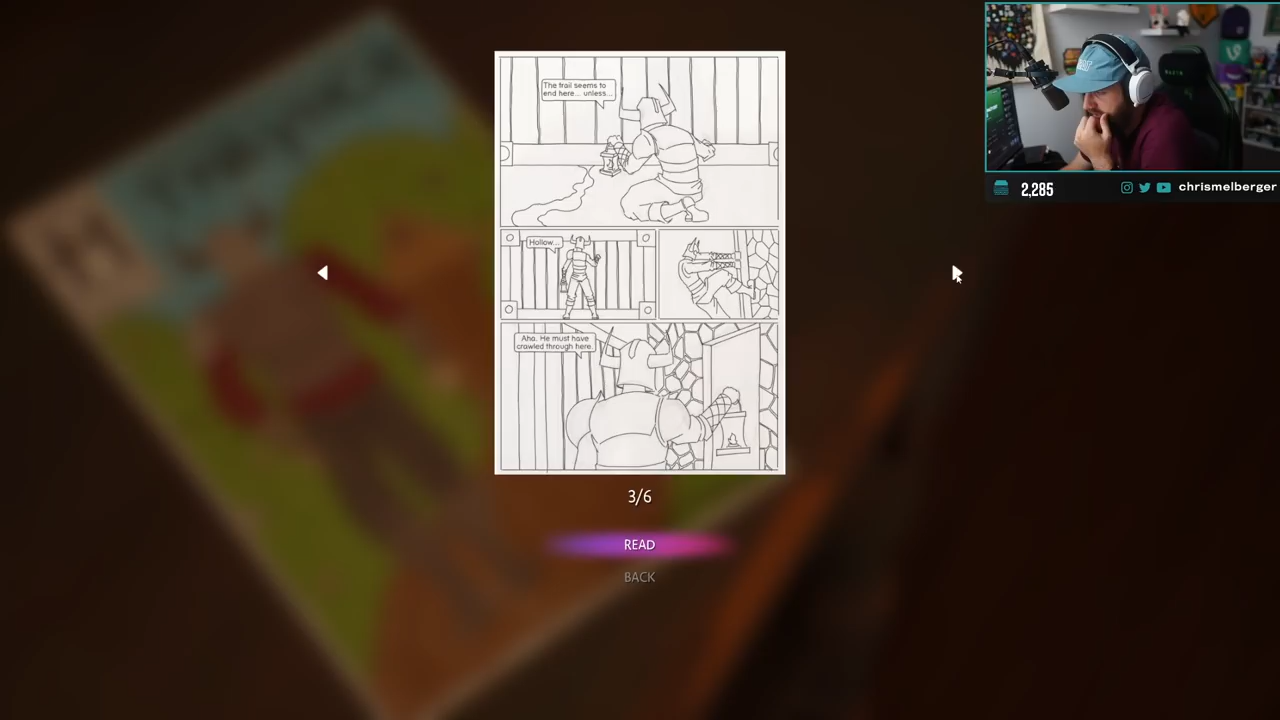 The trail seems to
end here... unless...
Hollow...
Aha. He must have
crawled through here.
3/6
READ
BACK
2,285
chrismelberger